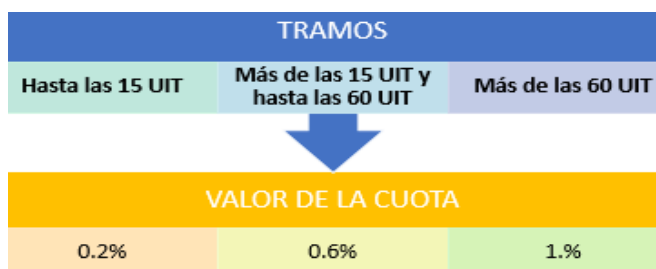 TRAMOS
Hasta las 15 UIT
Más de las 15 UIT y
hasta las 60 UIT
Más de las 60 UIT
VALOR DE LA CUOTA
0.2%
0.6%
1.%